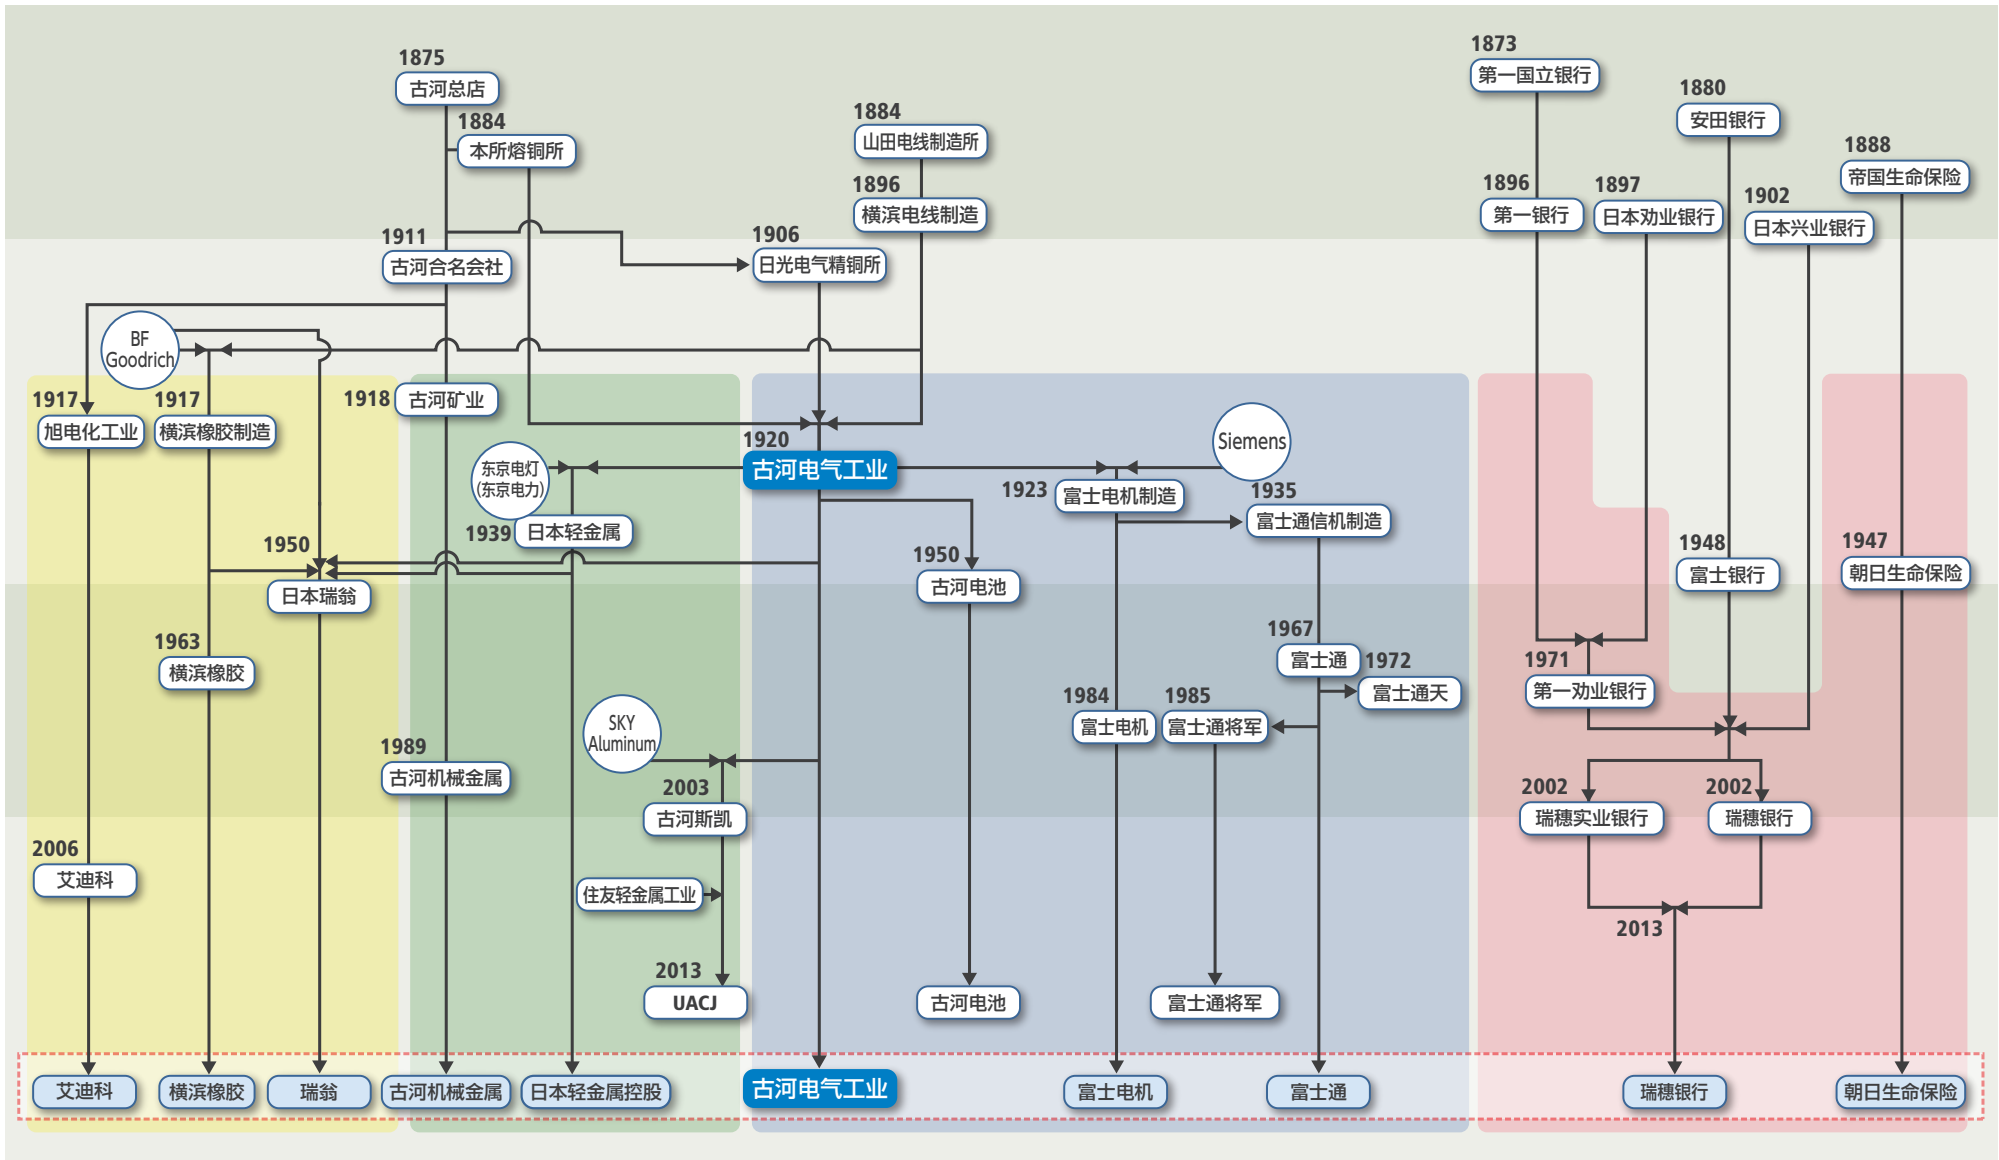 1875
古河总店
1884
本所熔铜所
1884
山田电线制造所
1896
横滨电线制造
1873
第一国立银行
1880
安田银行
1888
帝国生命保险
1896
第一银行
1897
日本劝业银行
1902
日本兴业银行
1911
古河合名会社
1906
日光电气精铜所
BF
Goodrich
1917
旭电化工业
1917
横滨橡胶制造
1918
古河矿业
1920
古河电气工业
东京电灯
(东京电力)
Siemens
1923
富士电机制造
1935
富士通信机制造
1939
日本轻金属
1950
日本瑞翁
1950
古河电池
1948
富士银行
1947
朝日生命保险
1963
横滨橡胶
1967
富士通
1972
富士通天
1971
第一劝业银行
1984
富士电机
1985
富士通将军
SKY
Aluminum
1989
古河机械金属
2003
古河斯凯
2002
瑞穗实业银行
2002
瑞穗银行
2006
艾迪科
住友轻金属工业
2013
2013
UACJ
古河电池
富士通将军
艾迪科
横滨橡胶
瑞翁
古河机械金属
日本轻金属控股
古河电气工业
富士电机
富士通
瑞穗银行
朝日生命保险